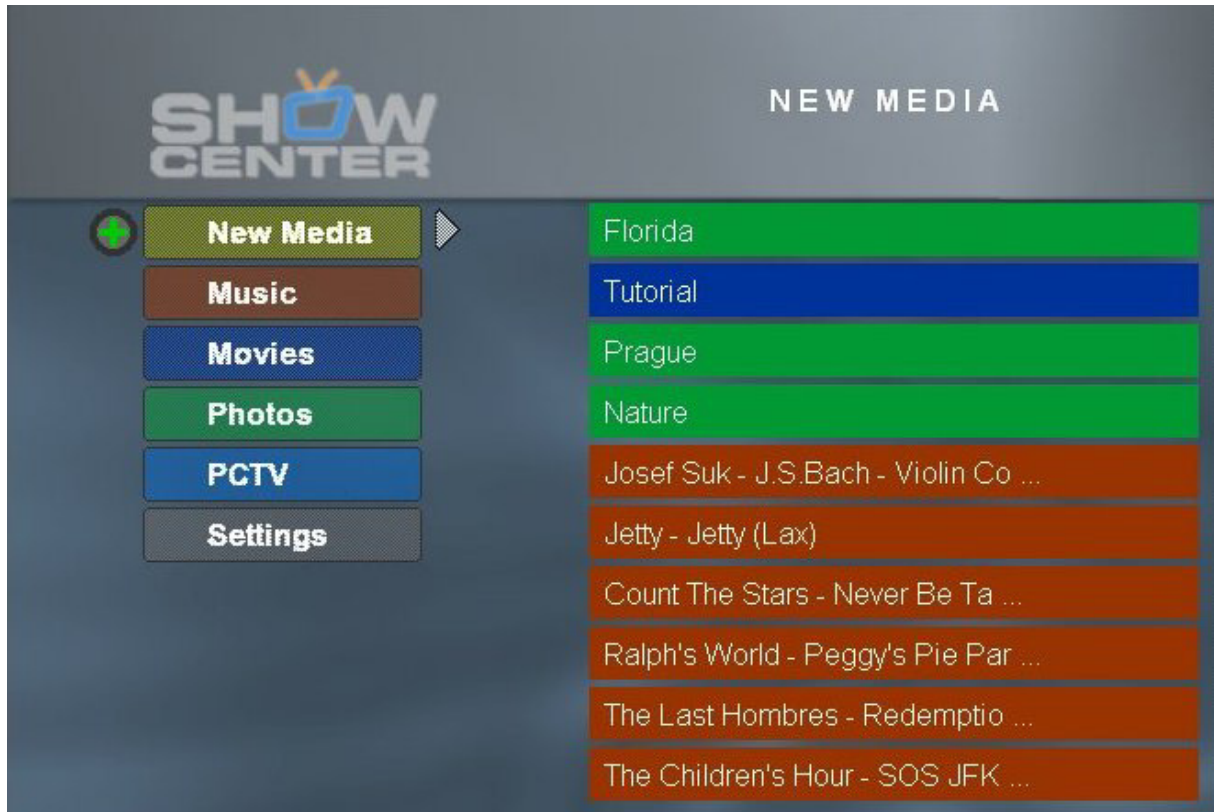 SHOW
CENTER
NEW MEDIA
New Media
Music
Movies
Photos
PCTV
Settings
Florida
Tutorial
Prague
Nature
Josef Suk - J.S.Bach - Violin Co ...
Jetty - Jetty (Lax)
Count The Stars - Never Be Ta ...
Ralph's World - Peggy's Pie Par ...
The Last Hombres - Redemptio ...
The Children's Hour - SOS JFK ...